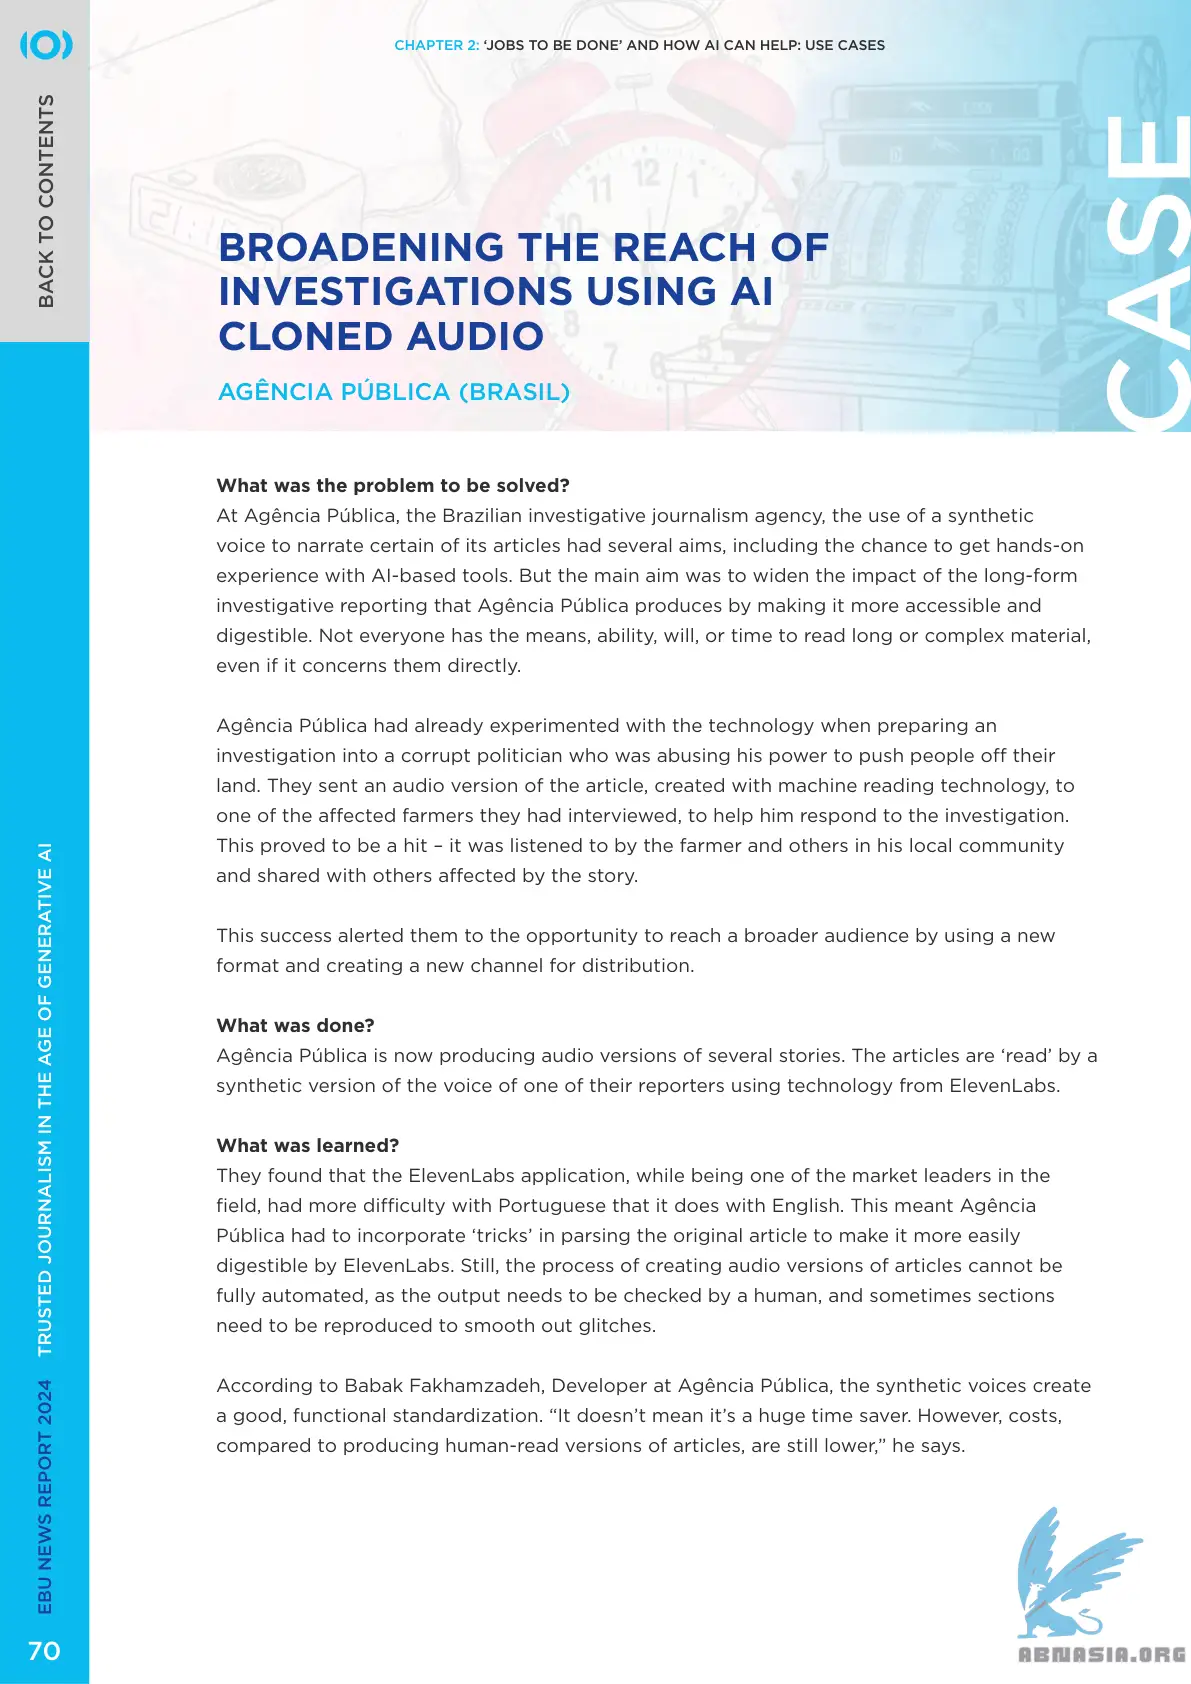 CHAPTER 2: ‘JOBS TO BE DONE’ AND HOW AI CAN HELP: USE CASES
BACK TO CONTENTS
CASE
12
11
1
10
8
7
BROADENING THE REACH OF
INVESTIGATIONS USING AI
CLONED AUDIO
AGÊNCIA PÚBLICA (BRASIL)
What was the problem to be solved?
At Agência Pública, the Brazilian investigative journalism agency, the use of a synthetic
voice to narrate certain of its articles had several aims, including the chance to get hands-on
experience with AI-based tools. But the main aim was to widen the impact of the long-form
investigative reporting that Agência Pública produces by making it more accessible and
digestible. Not everyone has the means, ability, will, or time to read long or complex material,
even if it concerns them directly.
Agência Pública had already experimented with the technology when preparing an
investigation into a corrupt politician who was abusing his power to push people off their
land. They sent an audio version of the article, created with machine reading technology, to
one of the affected farmers they had interviewed, to help him respond to the investigation.
This proved to be a hit – it was listened to by the farmer and others in his local community
and shared with others affected by the story.
This success alerted them to the opportunity to reach a broader audience by using a new
format and creating a new channel for distribution.
What was done?
Agência Pública is now producing audio versions of several stories. The articles are ‘read’ by a
synthetic version of the voice of one of their reporters using technology from ElevenLabs.
What was learned?
They found that the ElevenLabs application, while being one of the market leaders in the
field, had more difficulty with Portuguese that it does with English. This meant Agência
Pública had to incorporate ‘tricks’ in parsing the original article to make it more easily
digestible by ElevenLabs. Still, the process of creating audio versions of articles cannot be
fully automated, as the output needs to be checked by a human, and sometimes sections
need to be reproduced to smooth out glitches.
According to Babak Fakhamzadeh, Developer at Agência Pública, the synthetic voices create
a good, functional standardization. “It doesn’t mean it’s a huge time saver. However, costs,
compared to producing human-read versions of articles, are still lower,” he says.
EBU NEWS REPORT 2024 TRUSTED JOURNALISM IN THE AGE OF GENERATIVE AI
70
ABNASIA.ORG